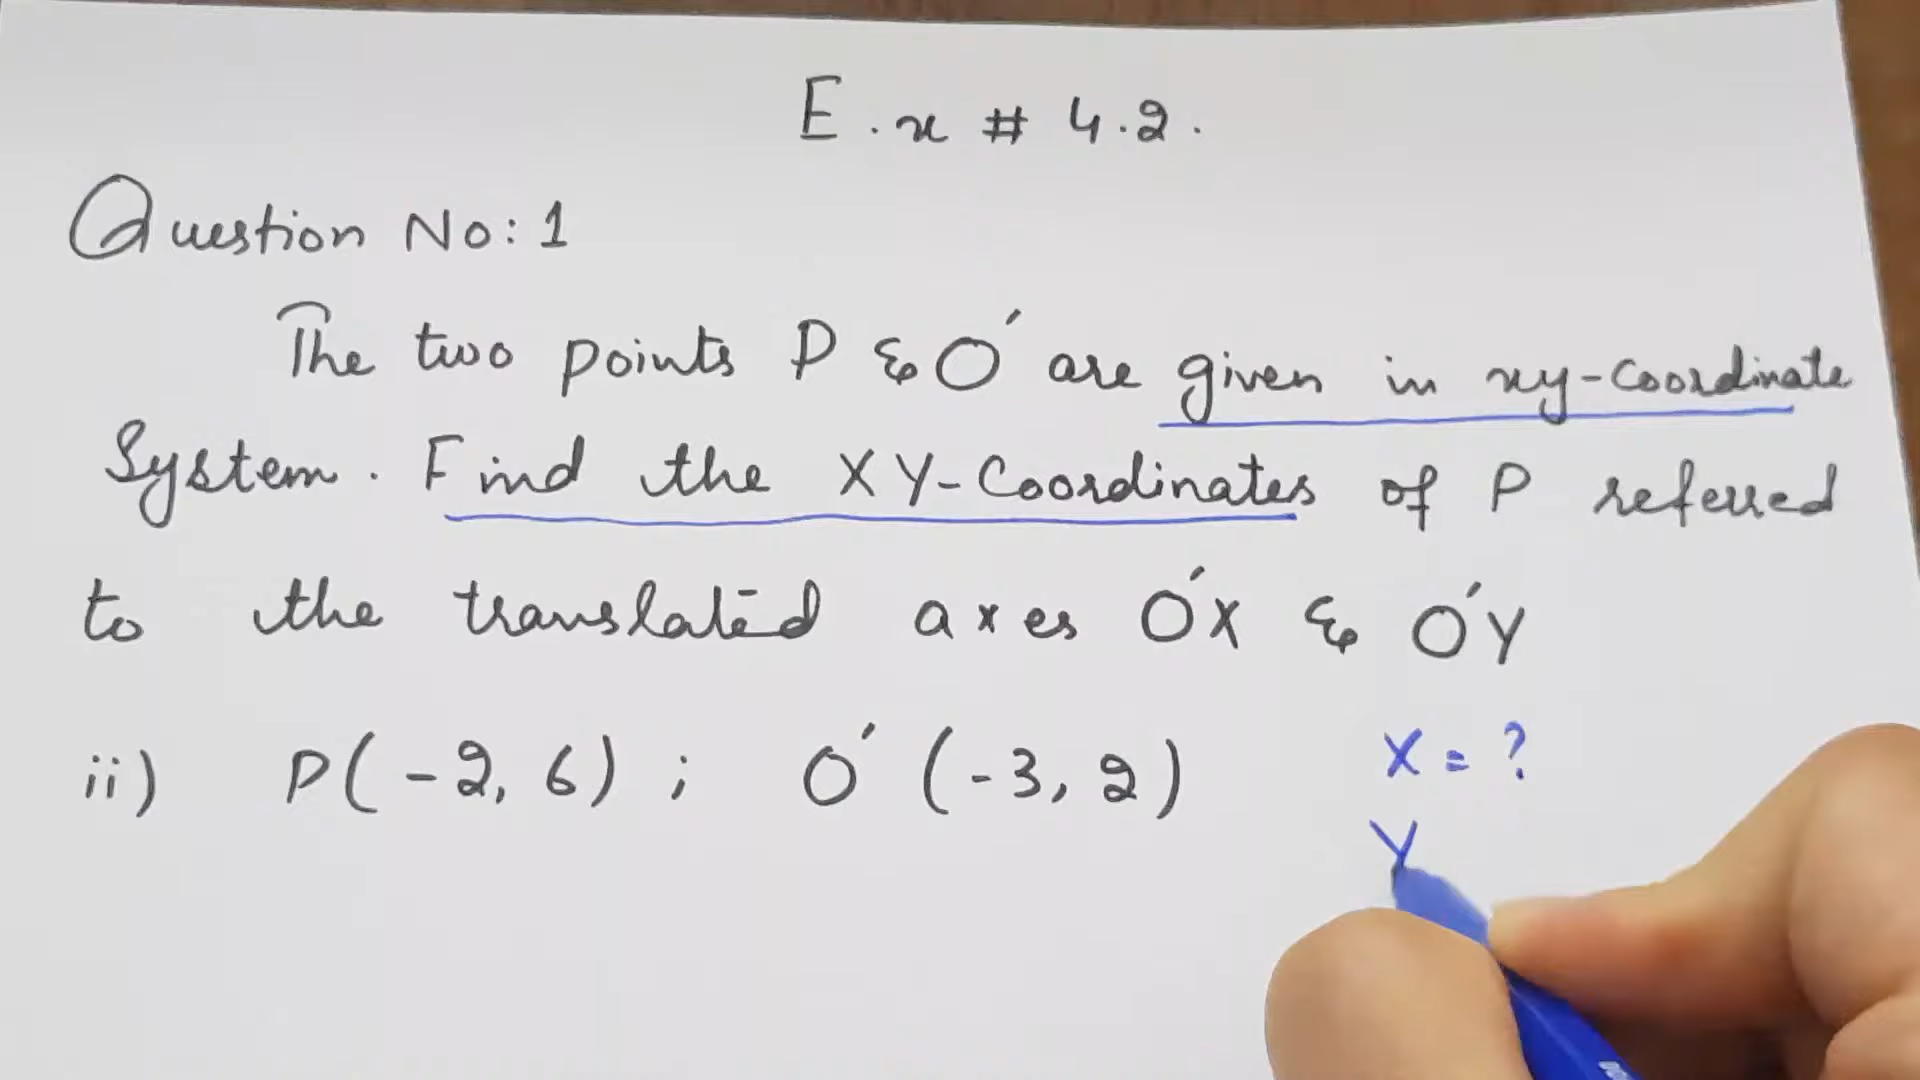 E.x # 4.2.
Question No: 1
The two points P & O' are given in xy-Coordinate
System. Find the XY-Coordinates of P referred
to the translated axes O'X & O'Y
ii) P(-2, 6) ; O' (-3, 2) X = ?
Y